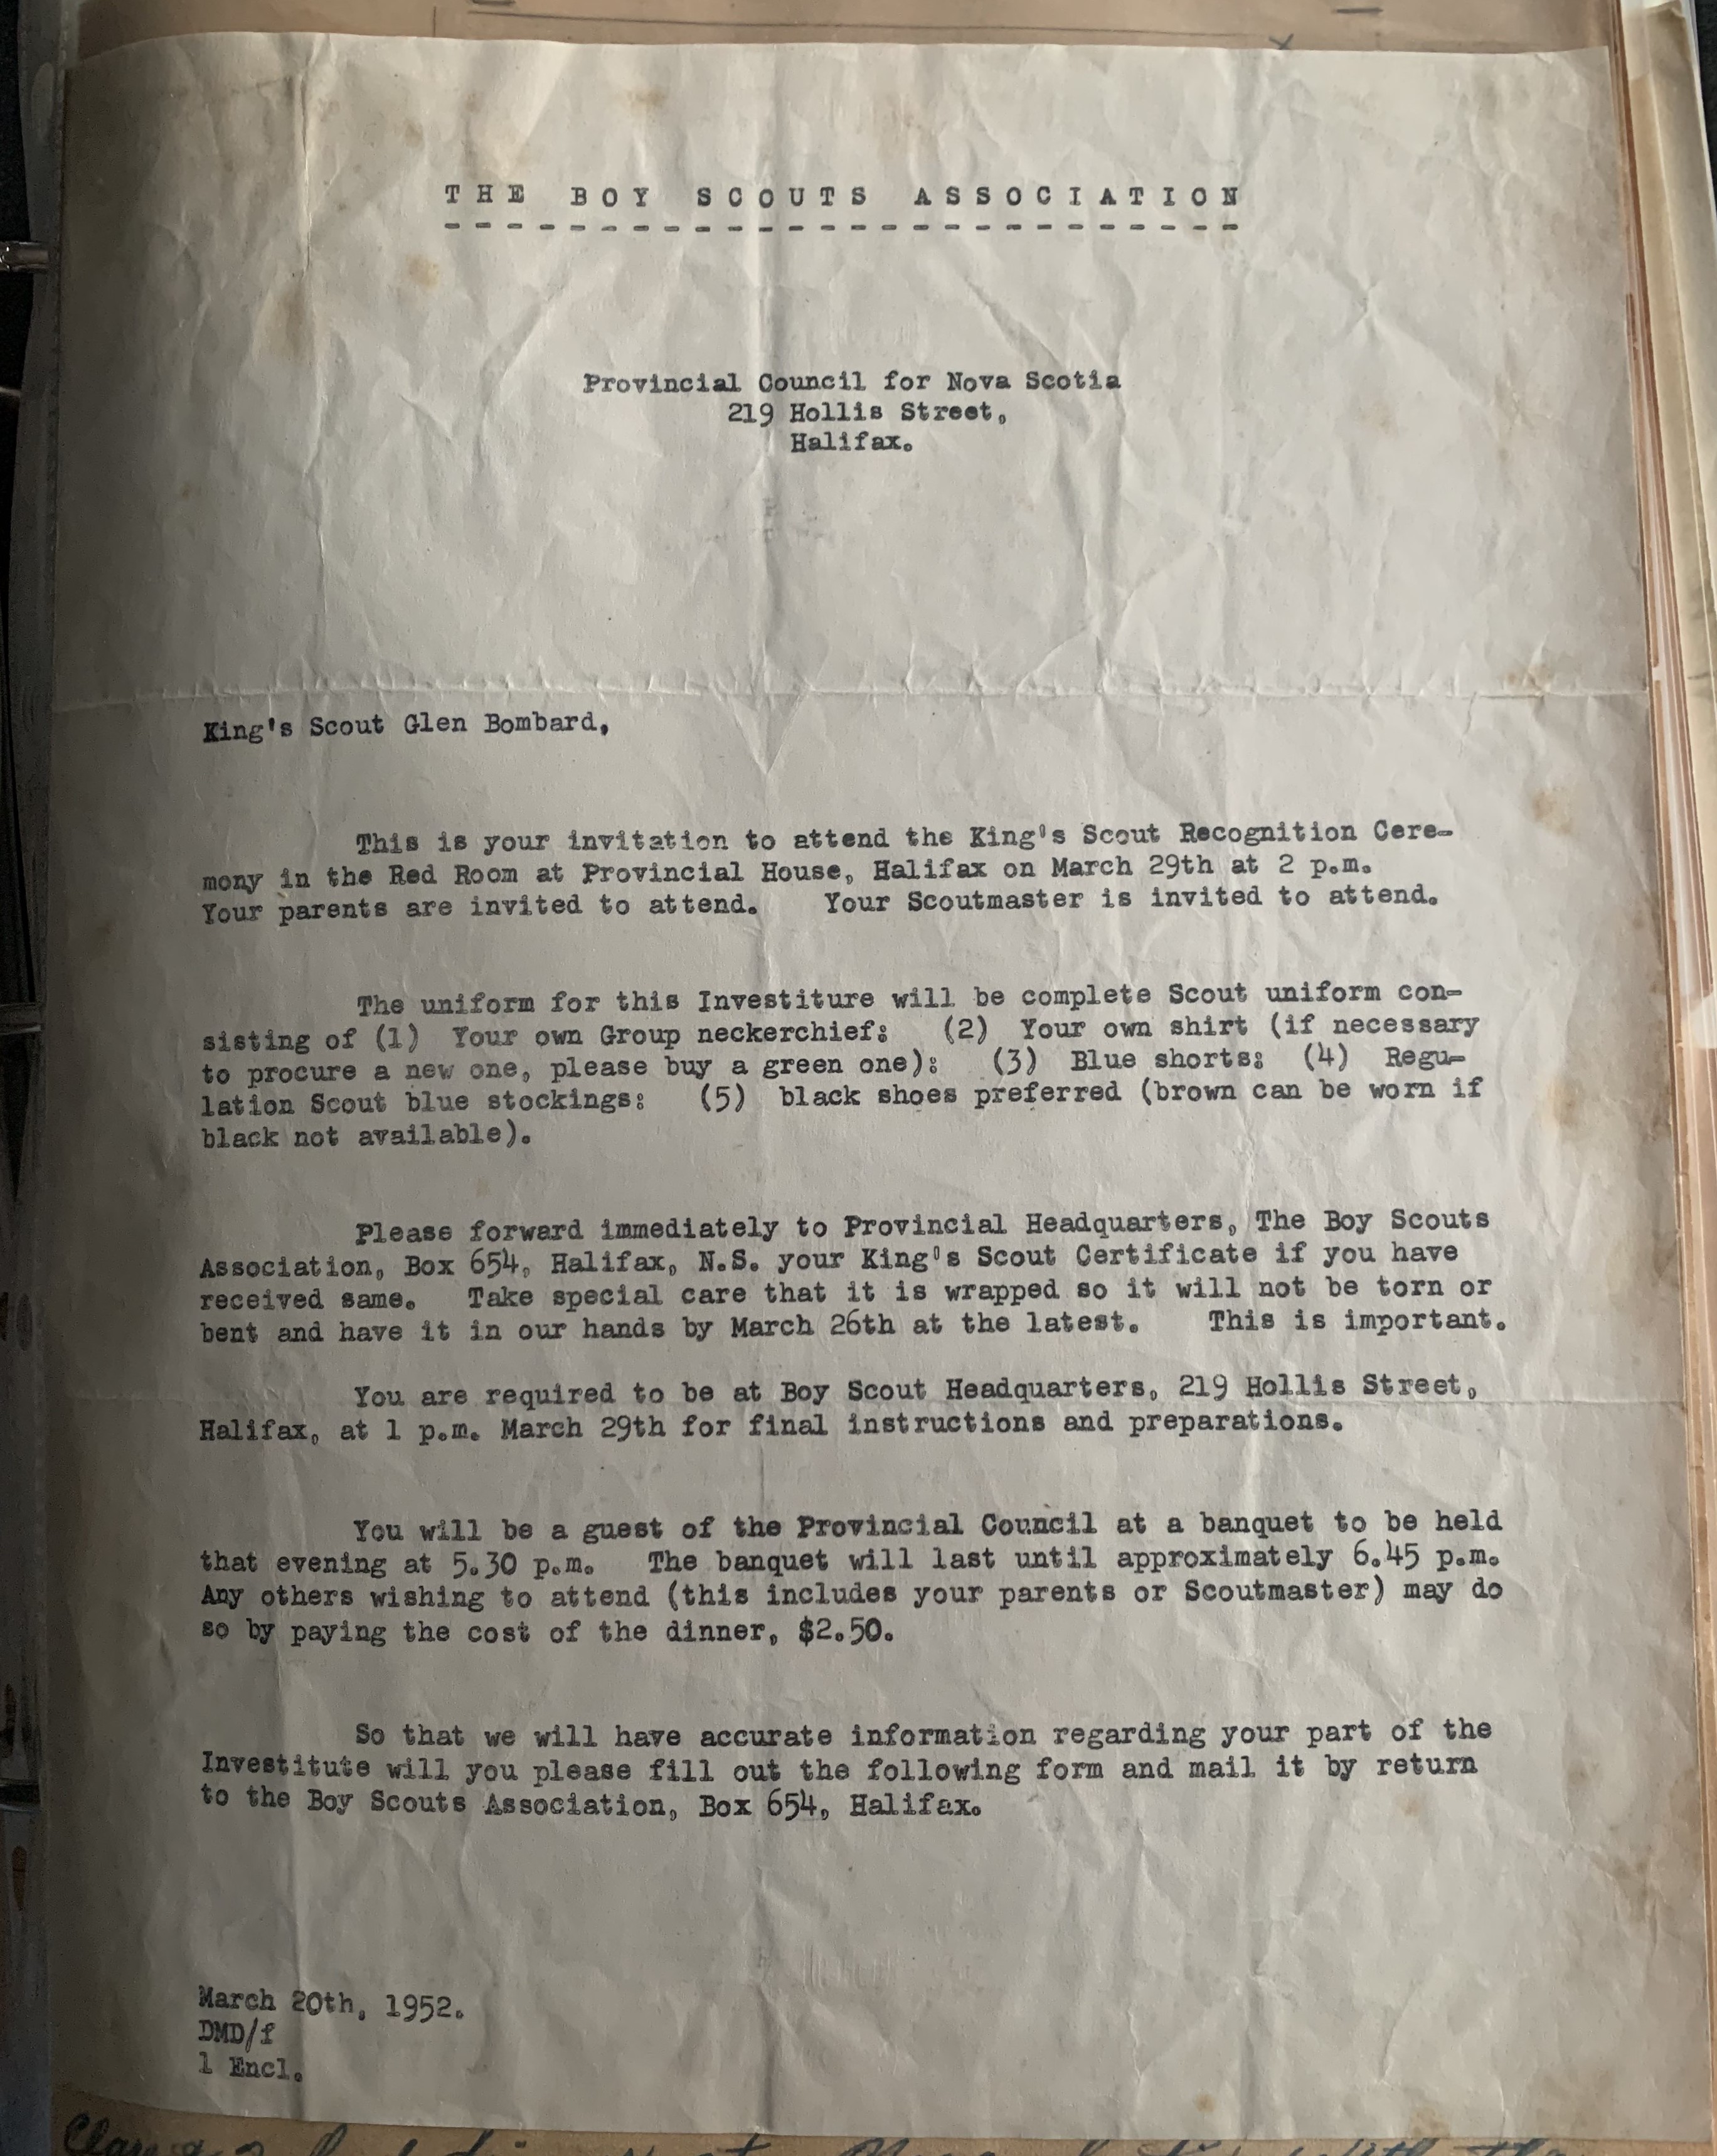 THE BOY SCOUTS ASSOCIATION
Provincial Council for Nova Scotia
219 Hollis Street,
Halifax.
King's Scout Glen Bombard,
This is your invitation to attend the King's Scout Recognition Cere-
mony in the Red Room at Provincial House, Halifax on March 29th at 2 p.m.
Your parents are invited to attend. Your Scoutmaster is invited to attend.
The uniform for this Investiture will be complete Scout uniform con-
sisting of (1) Your own Group neckerchief: (2) Your own shirt (if necessary
to procure a new one, please buy a green one): (3) Blue shorts: (4) Regu-
lation Scout blue stockings: (5) black shoes preferred (brown can be worn if
black not available).
Please forward immediately to Provincial Headquarters, The Boy Scouts
Association, Box 654, Halifax, N.S. your King's Scout Certificate if you have
received same. Take special care that it is wrapped so it will not be torn or
bent and have it in our hands by March 26th at the latest. This is important.
You are required to be at Boy Scout Headquarters, 219 Hollis Street,
Halifax, at 1 p.m. March 29th for final instructions and preparations.
You will be a guest of the Provincial Council at a banquet to be held
that evening at 5.30 p.m. The banquet will last until approximately 6.45 p.m.
Any others wishing to attend (this includes your parents or Scoutmaster) may do
so by paying the cost of the dinner, $2.50.
So that we will have accurate information regarding your part of the
Investitute will you please fill out the following form and mail it by return
to the Boy Scouts Association, Box 654, Halifax.
March 20th, 1952.
DMD/f
1 Encl.